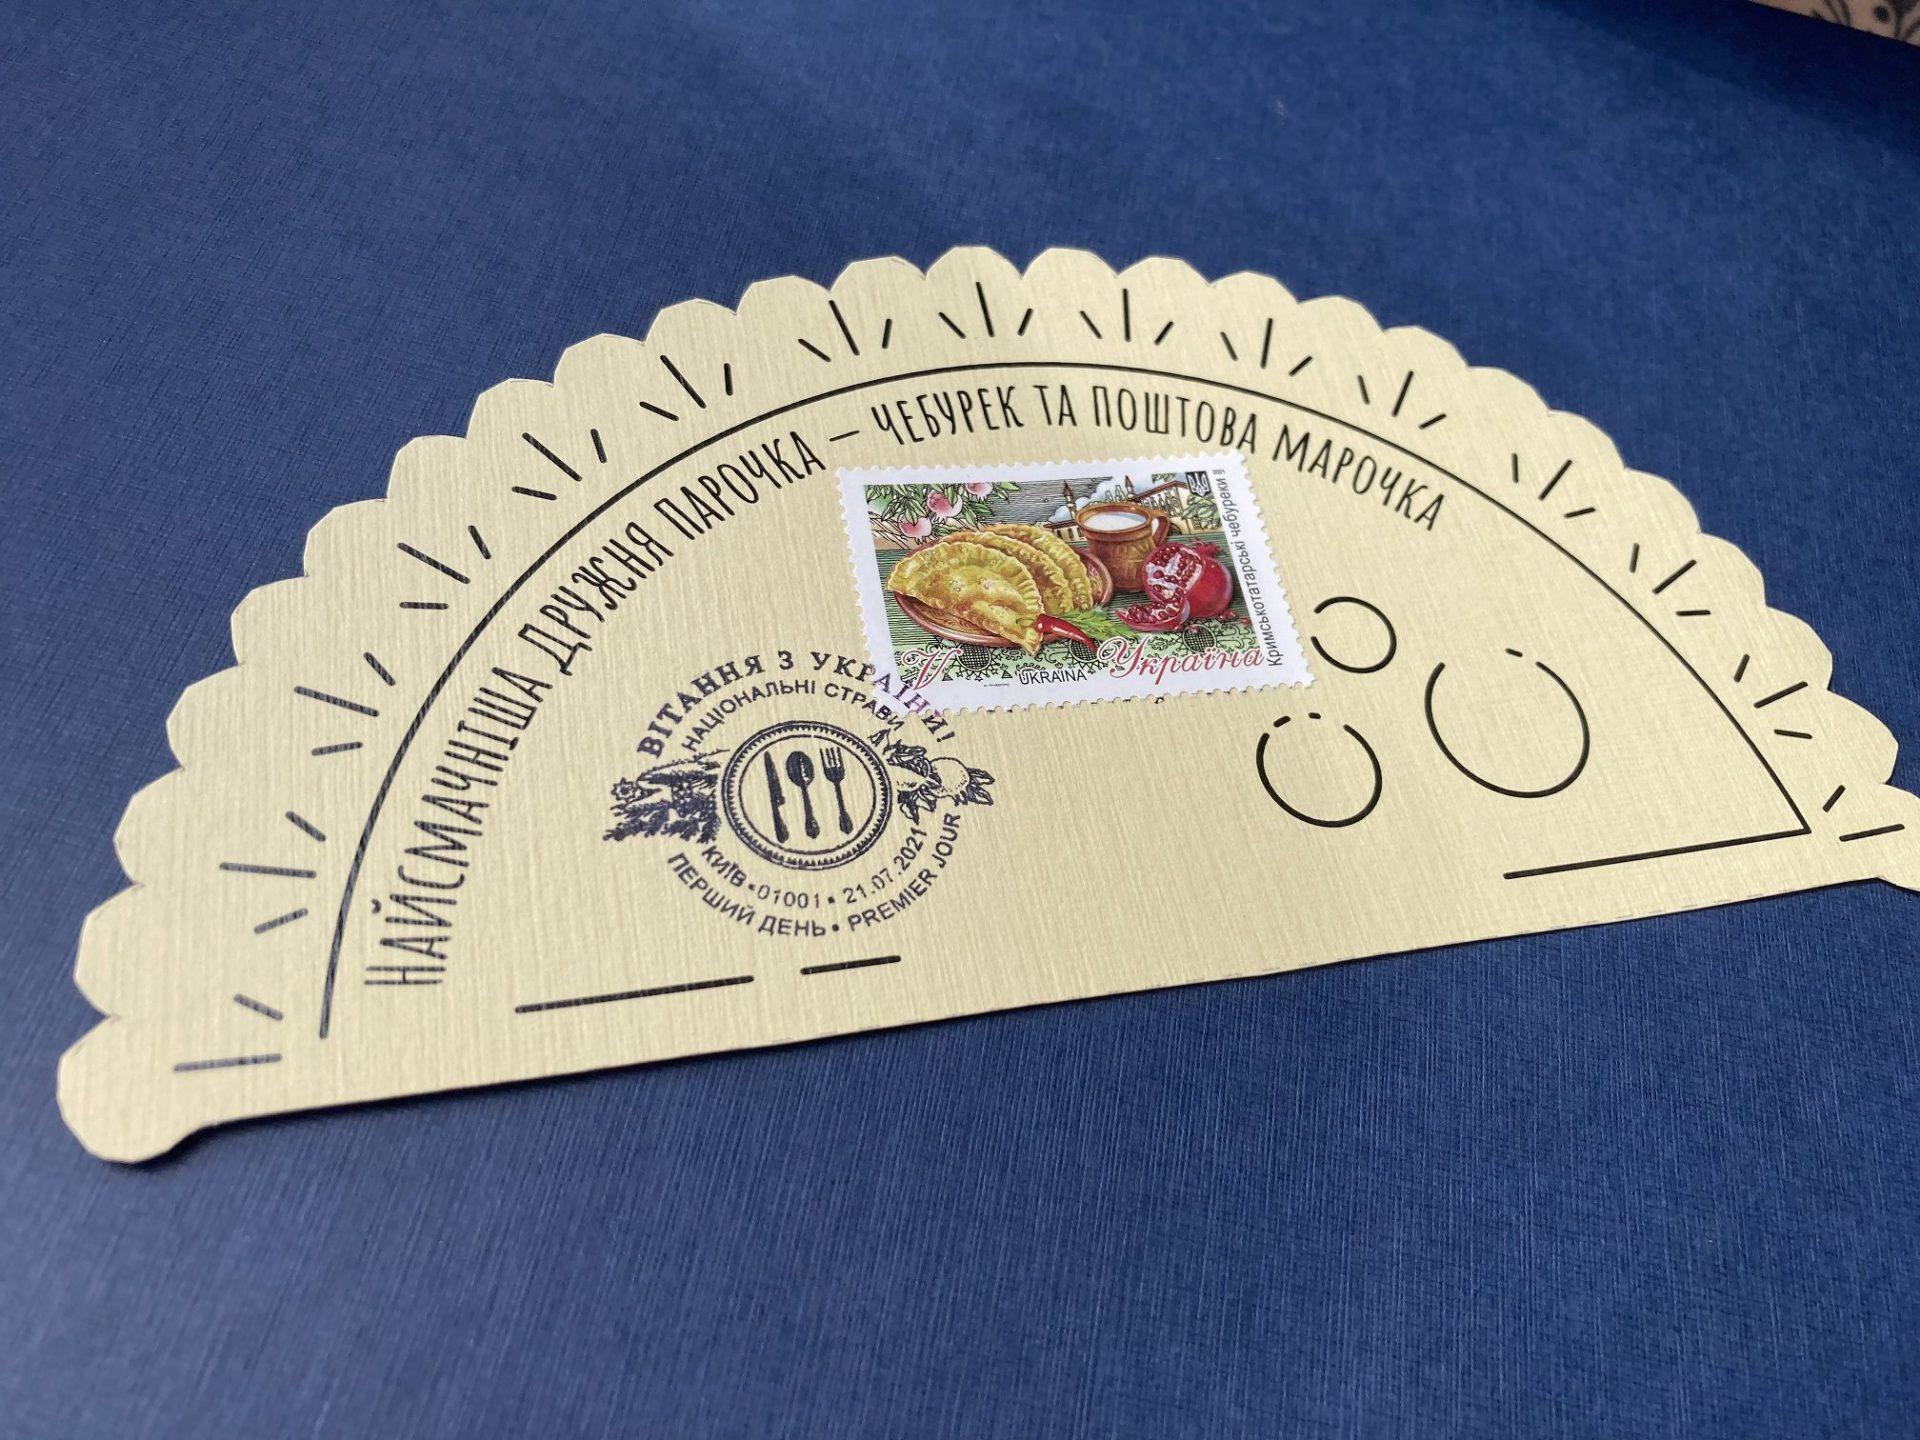 НАЙСМАЧНІША ДРУЖНЯ ПАРОЧКА – ЧЕБУРЕК ТА ПОШТОВА МАРОЧКА
2021
Кримськотатарські чебуреки
V
UKRAINA
Україна
ВІТАННЯ З УКРАЇНИ!
НАЦІОНАЛЬНІ СТРАВИ
КИЇВ • 01001 • 21.07.2021
ПЕРШИЙ ДЕНЬ • PREMIER JOUR